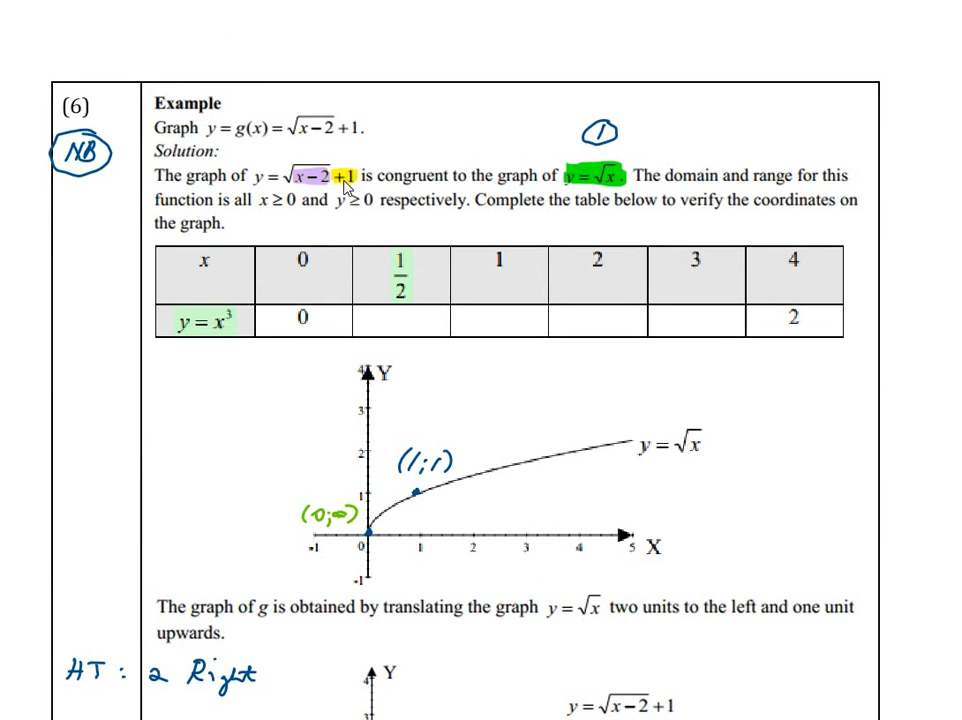 (6)
NB
Example
Graph y = g(x) = √(x−2) + 1.
Solution:
①
The graph of y = √(x−2) +1 is congruent to the graph of y = √x. The domain and range for this
function is all x ≥ 0 and y ≥ 0 respectively. Complete the table below to verify the coordinates on
the graph.
x 0 1/2 1 2 3 4
y = x³ 0 2
4 Y
3
2
1
(1;1)
y = √x
(0;∞)
-1 0 1 2 3 4 5 X
-1
The graph of g is obtained by translating the graph y = √x two units to the left and one unit
upwards.
HT : 2 Right
4 Y
3
y = √(x−2) + 1